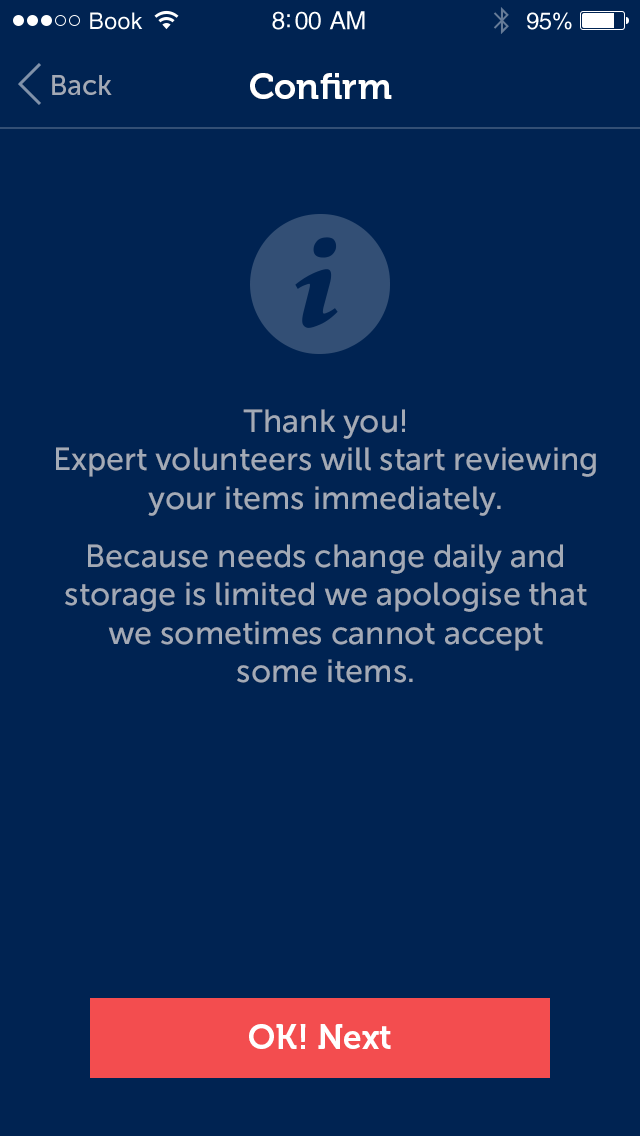 Book 8:00 AM 95%
Back Confirm
i
Thank you!
Expert volunteers will start reviewing
your items immediately.
Because needs change daily and
storage is limited we apologise that
we sometimes cannot accept
some items.
OK! Next